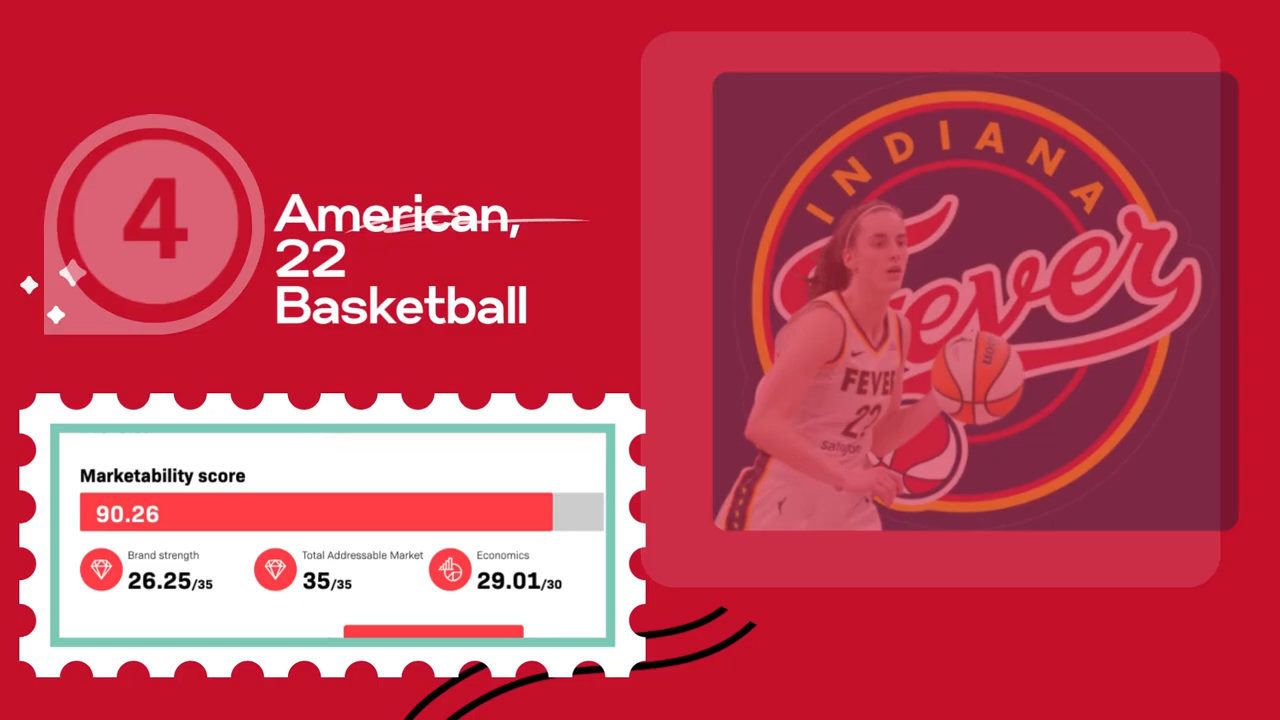 4
American,
22
Basketball
INDIANA
Fever
FEVER
22
Marketability score
90.26
Brand strength
26.25/35
Total Addressable Market
35/35
Economics
29.01/30